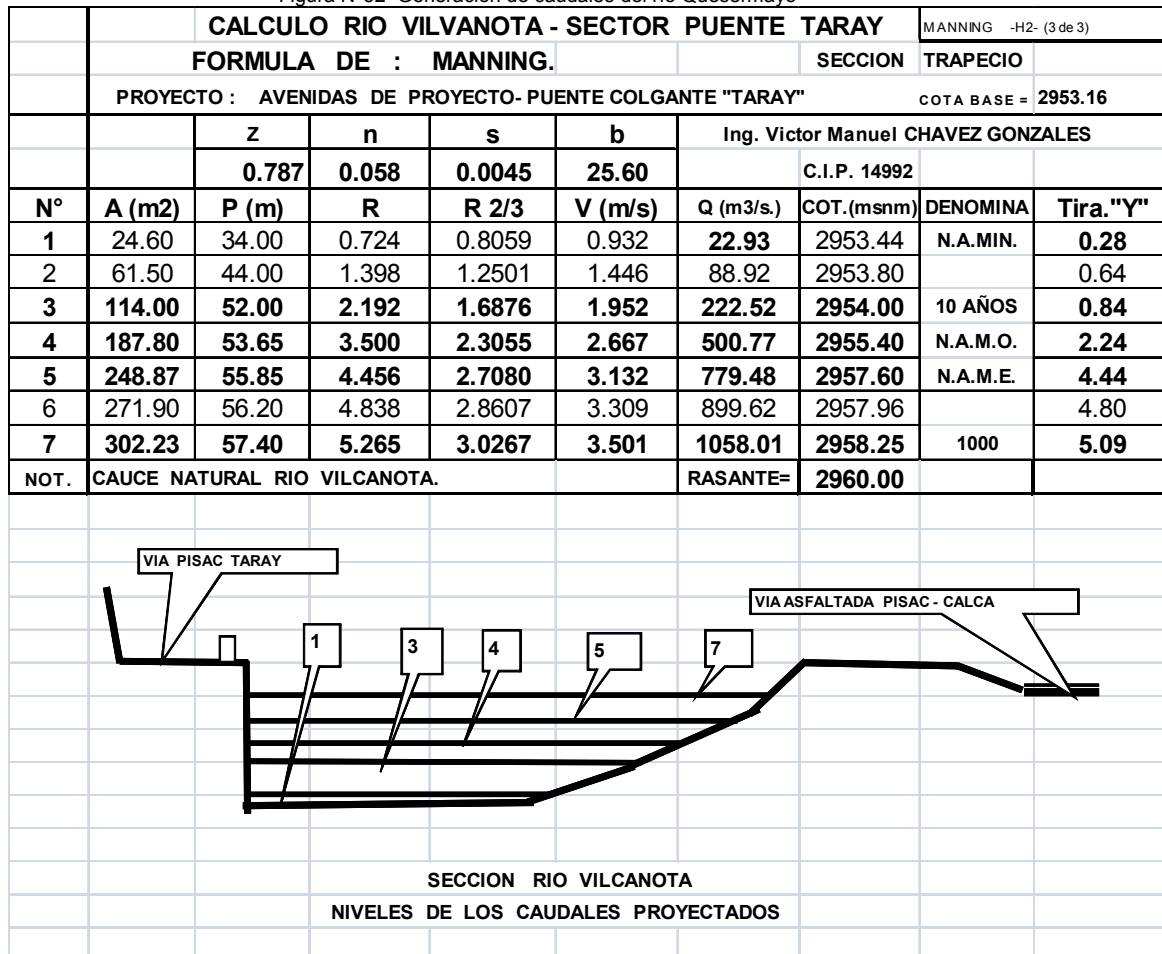 CALCULO RIO VILVANOTA - SECTOR PUENTE TARAY MANNING -H2- (3 de 3)
FORMULA DE : MANNING. SECCION TRAPECIO
PROYECTO : AVENIDAS DE PROYECTO- PUENTE COLGANTE "TARAY" COTA BASE = 2953.16
Z n s b Ing. Victor Manuel CHAVEZ GONZALES
0.787 0.058 0.0045 25.60 C.I.P. 14992
N° A (m2) P (m) R R 2/3 V (m/s) Q (m3/s.) COT.(msnm) DENOMINA Tira."Y"
1 24.60 34.00 0.724 0.8059 0.932 22.93 2953.44 N.A.MIN. 0.28
2 61.50 44.00 1.398 1.2501 1.446 88.92 2953.80 0.64
3 114.00 52.00 2.192 1.6876 1.952 222.52 2954.00 10 AÑOS 0.84
4 187.80 53.65 3.500 2.3055 2.667 500.77 2955.40 N.A.M.O. 2.24
5 248.87 55.85 4.456 2.7080 3.132 779.48 2957.60 N.A.M.E. 4.44
6 271.90 56.20 4.838 2.8607 3.309 899.62 2957.96 4.80
7 302.23 57.40 5.265 3.0267 3.501 1058.01 2958.25 1000 5.09
NOT. CAUCE NATURAL RIO VILCANOTA. RASANTE= 2960.00
VIA PISAC TARAY
VIA ASFALTADA PISAC - CALCA
1 3 4 5 7
SECCION RIO VILCANOTA
NIVELES DE LOS CAUDALES PROYECTADOS